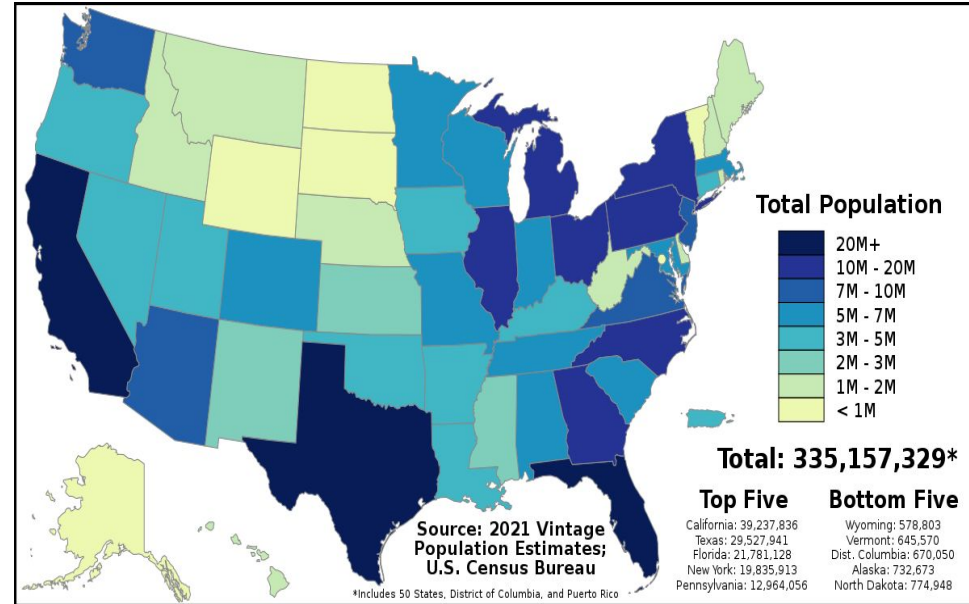 Total Population
20M+
10M - 20M
7M - 10M
5M - 7M
3M - 5M
2M - 3M
1M - 2M
< 1M
Total: 335,157,329*
Top Five
California: 39,237,836
Texas: 29,527,941
Florida: 21,781,128
New York: 19,835,913
Pennsylvania: 12,964,056
Bottom Five
Wyoming: 578,803
Vermont: 645,570
Dist. Columbia: 670,050
Alaska: 732,673
North Dakota: 774,948
Source: 2021 Vintage
Population Estimates;
U.S. Census Bureau
*Includes 50 States, District of Columbia, and Puerto Rico